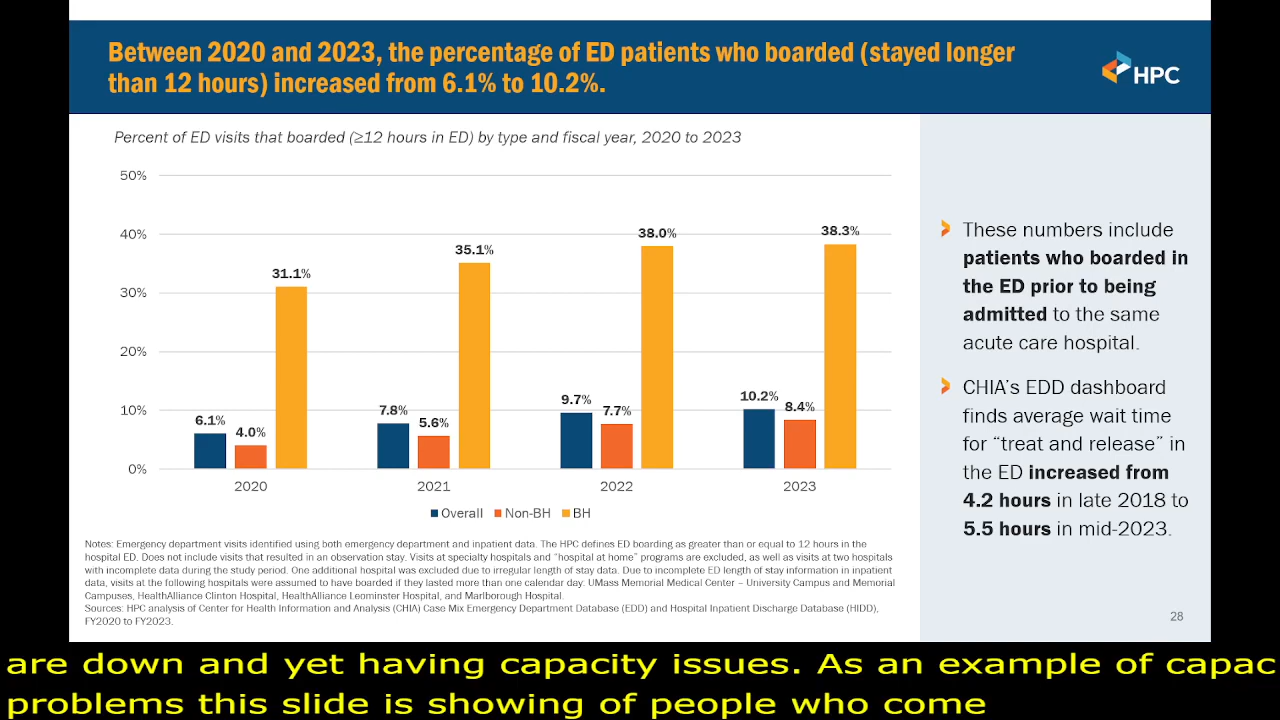 Between 2020 and 2023, the percentage of ED patients who boarded (stayed longer
than 12 hours) increased from 6.1% to 10.2%.
HPC
Percent of ED visits that boarded (≥12 hours in ED) by type and fiscal year, 2020 to 2023
50%
40%
30%
20%
10%
0%
6.1%
4.0%
31.1%
7.8%
5.6%
35.1%
9.7%
7.7%
38.0%
10.2%
8.4%
38.3%
2020 2021 2022 2023
Overall Non-BH BH
These numbers include
patients who boarded in
the ED prior to being
admitted to the same
acute care hospital.
CHIA’s EDD dashboard
finds average wait time
for “treat and release” in
the ED increased from
4.2 hours in late 2018 to
5.5 hours in mid-2023.
Notes: Emergency department visits identified using both emergency department and inpatient data. The HPC defines ED boarding as greater than or equal to 12 hours in the
hospital ED. Does not include visits that resulted in an observation stay. Visits at specialty hospitals and “hospital at home” programs are excluded, as well as visits at two hospitals
with incomplete data during the study period. One additional hospital was excluded due to irregular length of stay data. Due to incomplete ED length of stay information in inpatient
data, visits at the following hospitals were assumed to have boarded if they lasted more than one calendar day: UMass Memorial Medical Center – University Campus and Memorial
Campuses, HealthAlliance Clinton Hospital, HealthAlliance Leominster Hospital, and Marlborough Hospital.
Sources: HPC analysis of Center for Health Information and Analysis (CHIA) Case Mix Emergency Department Database (EDD) and Hospital Inpatient Discharge Database (HIDD),
FY2020 to FY2023.
28
are down and yet having capacity issues. As an example of capac
problems this slide is showing of people who come